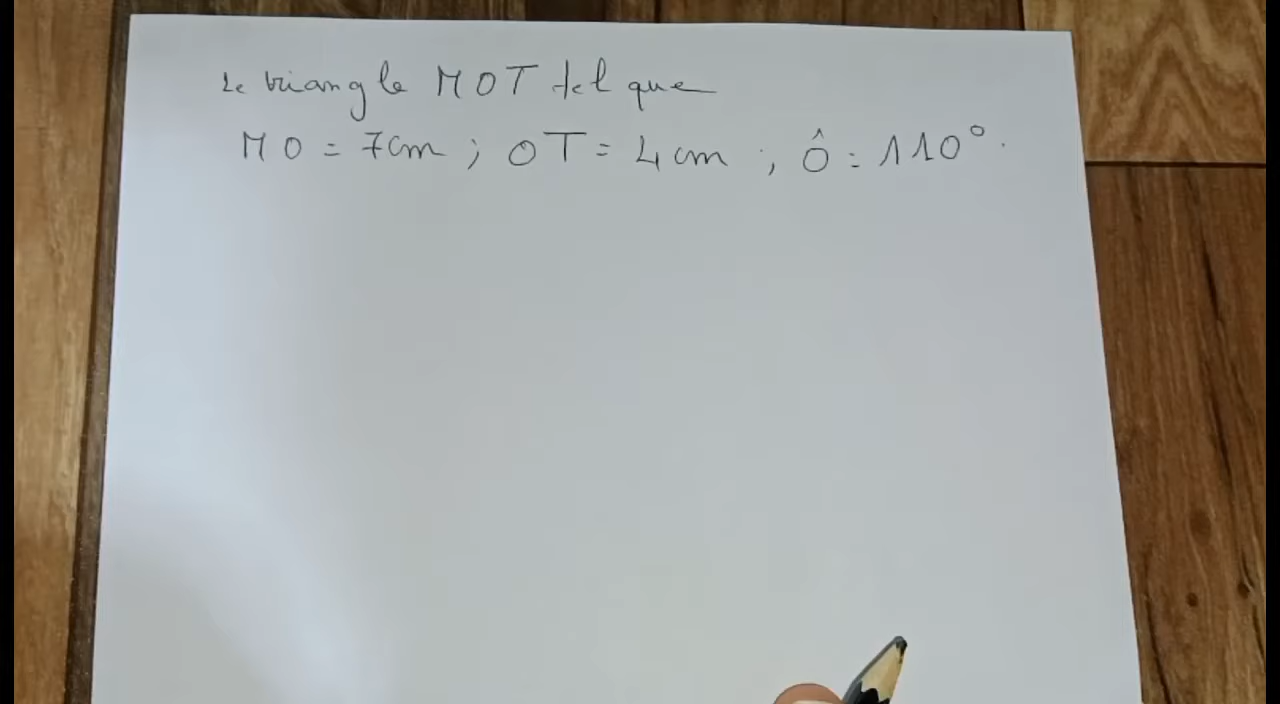 Le triangle MOT tel que
MO = 7cm ; OT = 4cm ; Ô = 110°.